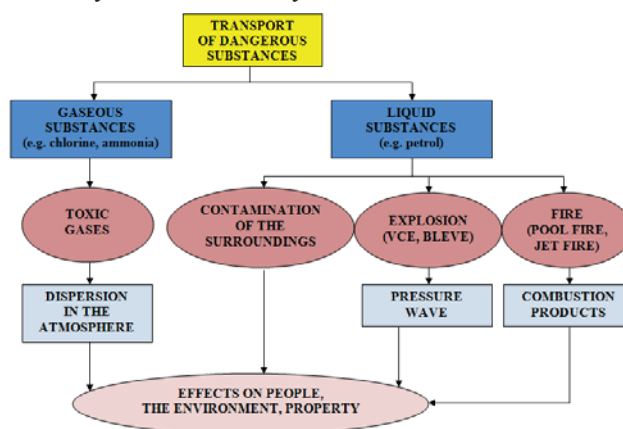 TRANSPORT
OF DANGEROUS
SUBSTANCES
GASEOUS
SUBSTANCES
(e.g. chlorine, ammonia)
LIQUID
SUBSTANCES
(e.g. petrol)
TOXIC
GASES
CONTAMINATION
OF THE
SURROUNDINGS
EXPLOSION
(VCE, BLEVE)
FIRE
(POOL FIRE,
JET FIRE)
DISPERSION
IN THE
ATMOSPHERE
PRESSURE
WAVE
COMBUSTION
PRODUCTS
EFFECTS ON PEOPLE,
THE ENVIRONMENT, PROPERTY